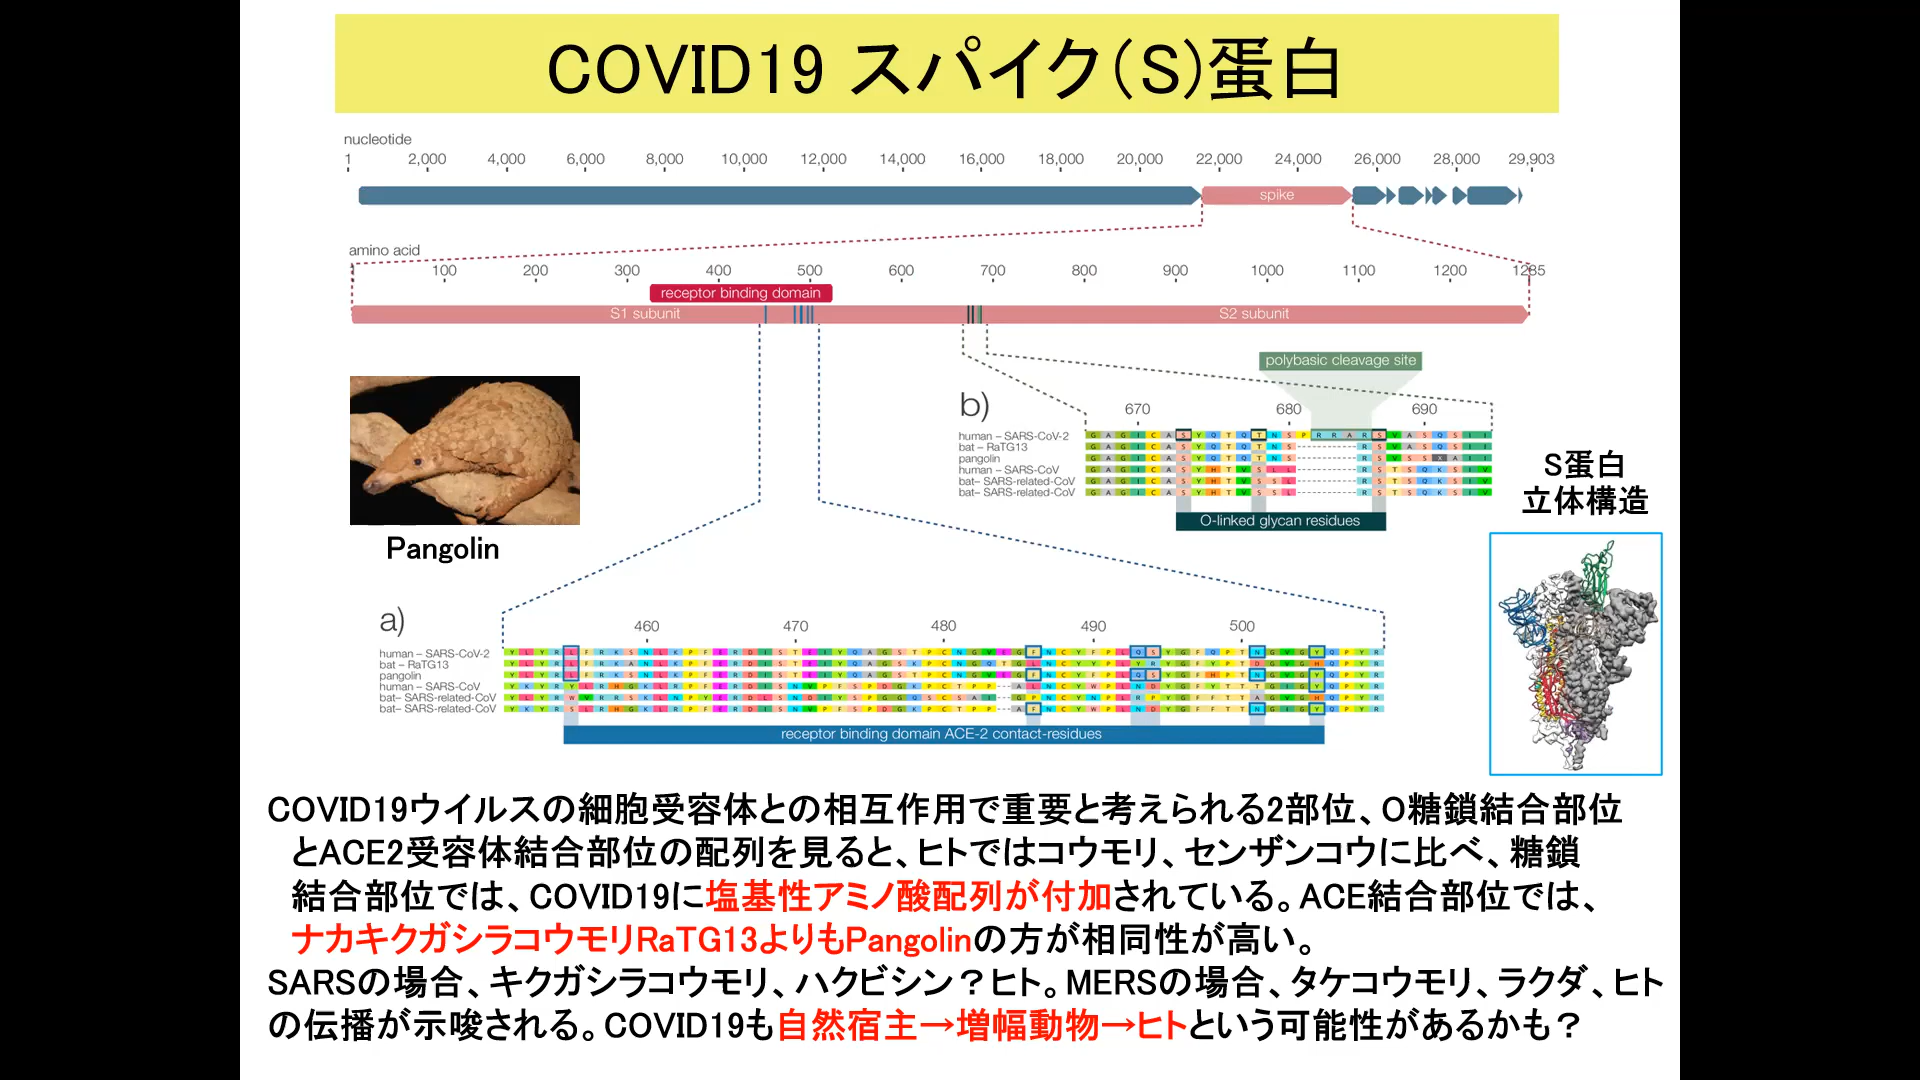 COVID19 スパイク（S）蛋白
nucleotide
1 2,000 4,000 6,000 8,000 10,000 12,000 14,000 16,000 18,000 20,000 22,000 24,000 26,000 28,000 29,903
spike
amino acid
100 200 300 400 500 600 700 800 900 1000 1100 1200 1285
receptor binding domain
S1 subunit S2 subunit
polybasic cleavage site
b)
670 680 690
human – SARS-CoV-2 G A G I C A S Y Q T Q T N S P R R A R S V A S Q S I I
bat – RaTG13 G A G I C A S Y Q T Q T N S - - - - R S V A S Q S I I
pangolin G A G I C A S Y Q T Q T N S - - - - R S V S S X A I I
human – SARS-CoV G A G I C A S Y H T V S L L - - - - R S T S Q K S I V
bat– SARS-related-CoV G A G I C A S Y H T V S S L - - - - R S T S Q K S I V
bat– SARS-related-CoV G A G I C A S Y H T V S S L - - - - R S T S Q K S I V
O-linked glycan residues
S蛋白
立体構造
Pangolin
a)
460 470 480 490 500
human – SARS-CoV-2
bat – RaTG13
pangolin
human – SARS-CoV
bat– SARS-related-CoV
bat– SARS-related-CoV
receptor binding domain ACE-2 contact-residues
COVID19ウイルスの細胞受容体との相互作用で重要と考えられる2部位、O糖鎖結合部位
とACE2受容体結合部位の配列を見ると、ヒトではコウモリ、センザンコウに比べ、糖鎖
結合部位では、COVID19に塩基性アミノ酸配列が付加されている。ACE結合部位では、
ナカキクガシラコウモリRaTG13よりもPangolinの方が相同性が高い。
SARSの場合、キクガシラコウモリ、ハクビシン？ヒト。MERSの場合、タケコウモリ、ラクダ、ヒト
の伝播が示唆される。COVID19も自然宿主→増幅動物→ヒトという可能性があるかも？